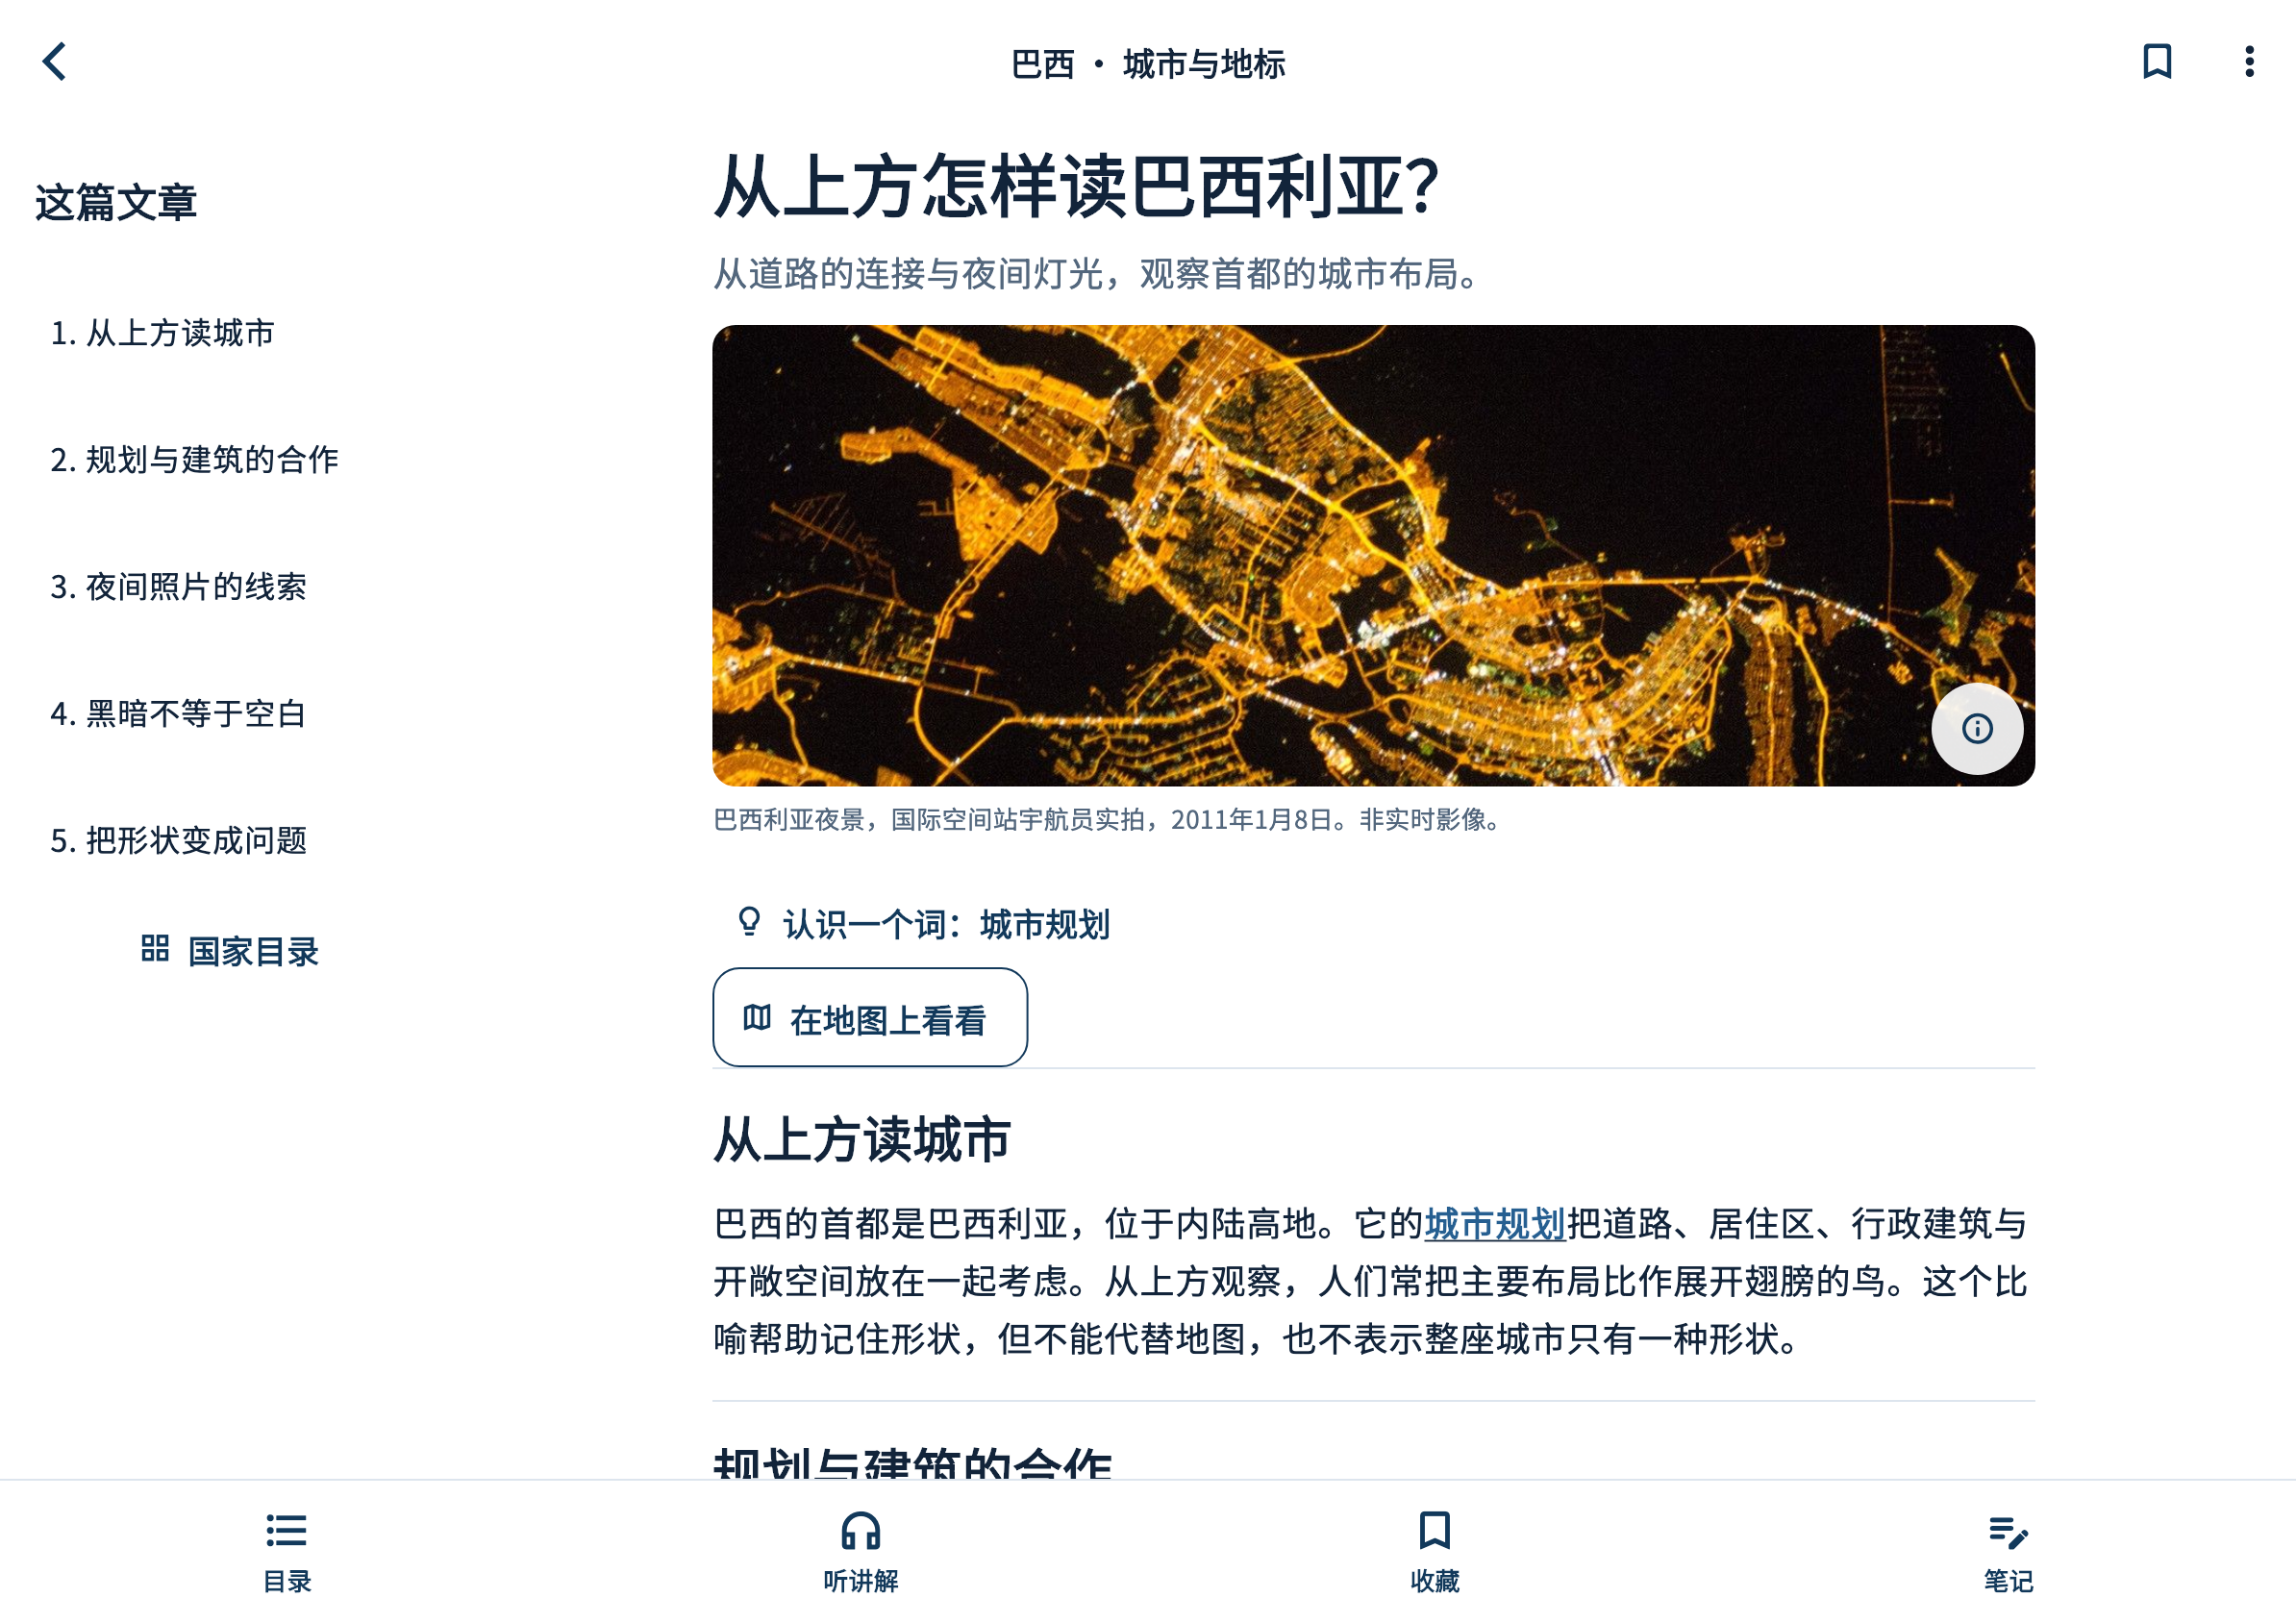 巴西 · 城市与地标
这篇文章
1. 从上方读城市
2. 规划与建筑的合作
3. 夜间照片的线索
4. 黑暗不等于空白
5. 把形状变成问题
国家目录
从上方怎样读巴西利亚？
从道路的连接与夜间灯光，观察首都的城市布局。
巴西利亚夜景，国际空间站宇航员实拍，2011年1月8日。非实时影像。
认识一个词：城市规划
在地图上看看
从上方读城市
巴西的首都是巴西利亚，位于内陆高地。它的城市规划把道路、居住区、行政建筑与
开敞空间放在一起考虑。从上方观察，人们常把主要布局比作展开翅膀的鸟。这个比
喻帮助记住形状，但不能代替地图，也不表示整座城市只有一种形状。
规划与建筑的合作
目录
听讲解
收藏
笔记